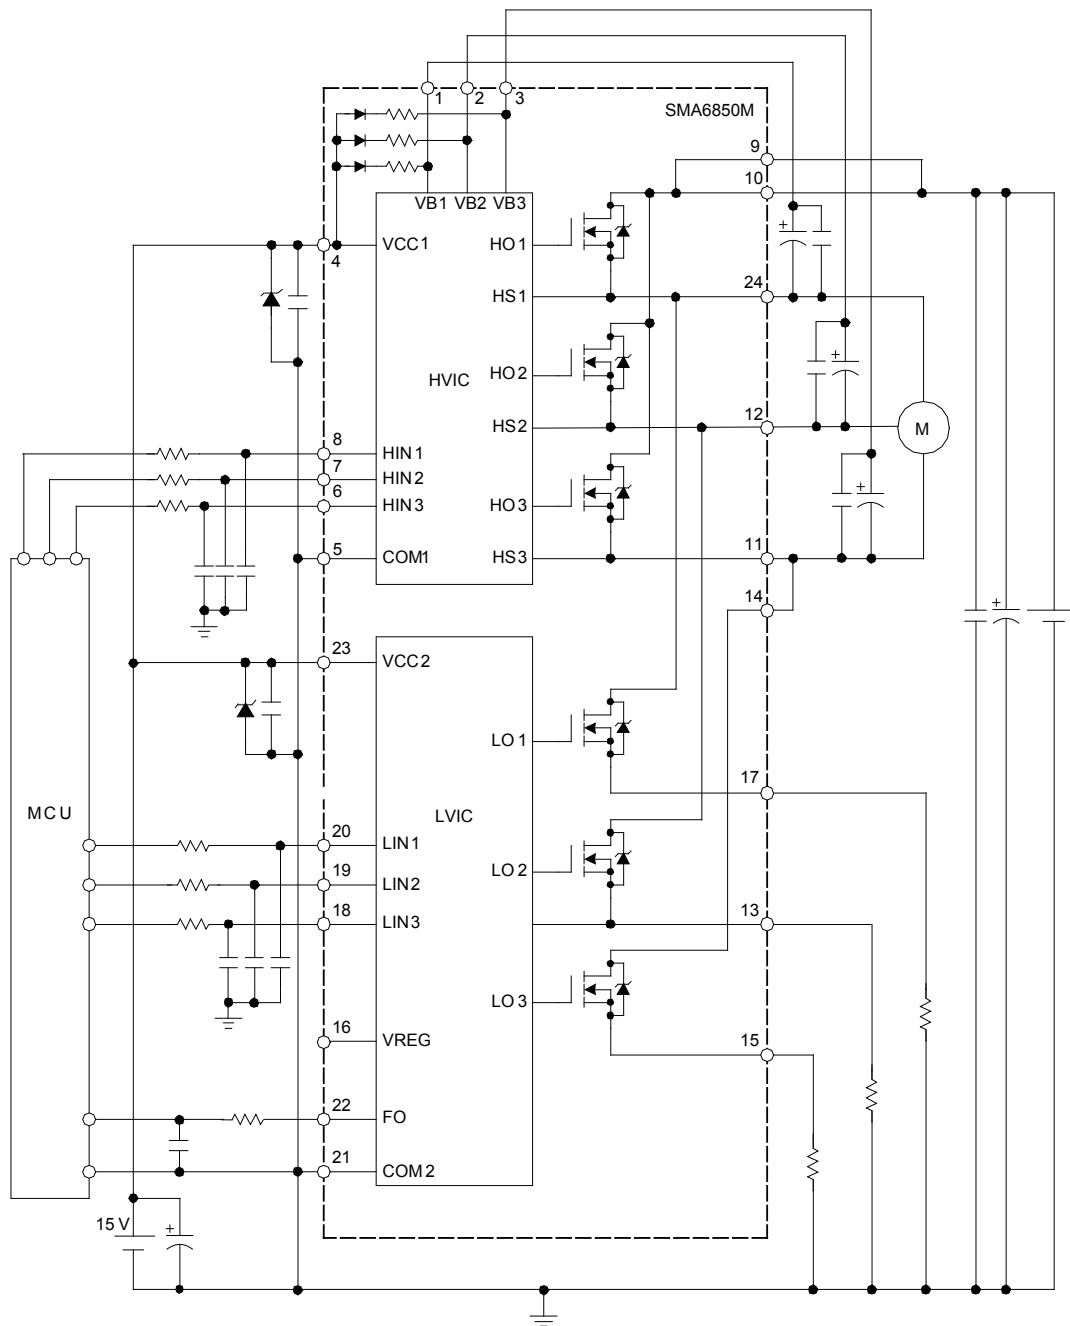 1 2 3
SMA6850M
9
10
VB1 VB2 VB3
4
VCC1
HO1
HS1
24
HVIC
HO2
HS2
12
M
8
HIN1
7
HIN2
6
HIN3
HO3
5
COM1
HS3
11
14
23
VCC2
LO1
17
MCU
LVIC
20
LIN1
19
LIN2
18
LIN3
LO2
13
LO3
16
VREG
15
22
FO
21
COM2
15 V
+
+
+
+
+